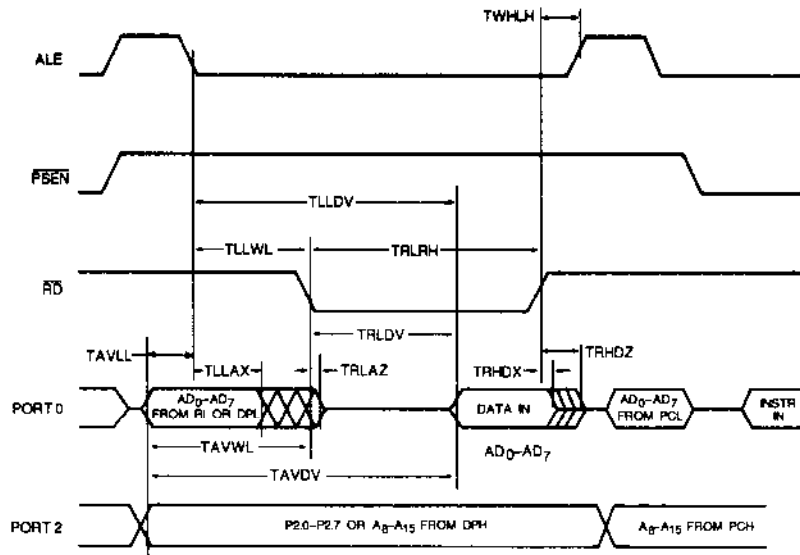 TWHLH
ALE
PSEN
TLLDV
TLLWL
TRLRH
RD
TRLDV
TAVLL
TLLAX
TRLAZ
TRHDX
TRHDZ
PORT 0
AD0–AD7
FROM RI OR DPL
DATA IN
AD0–AD7
FROM PCL
INSTR
IN
TAVWL
AD0–AD7
TAVDV
PORT 2
P2.0–P2.7 OR A8–A15 FROM DPH
A8–A15 FROM PCH